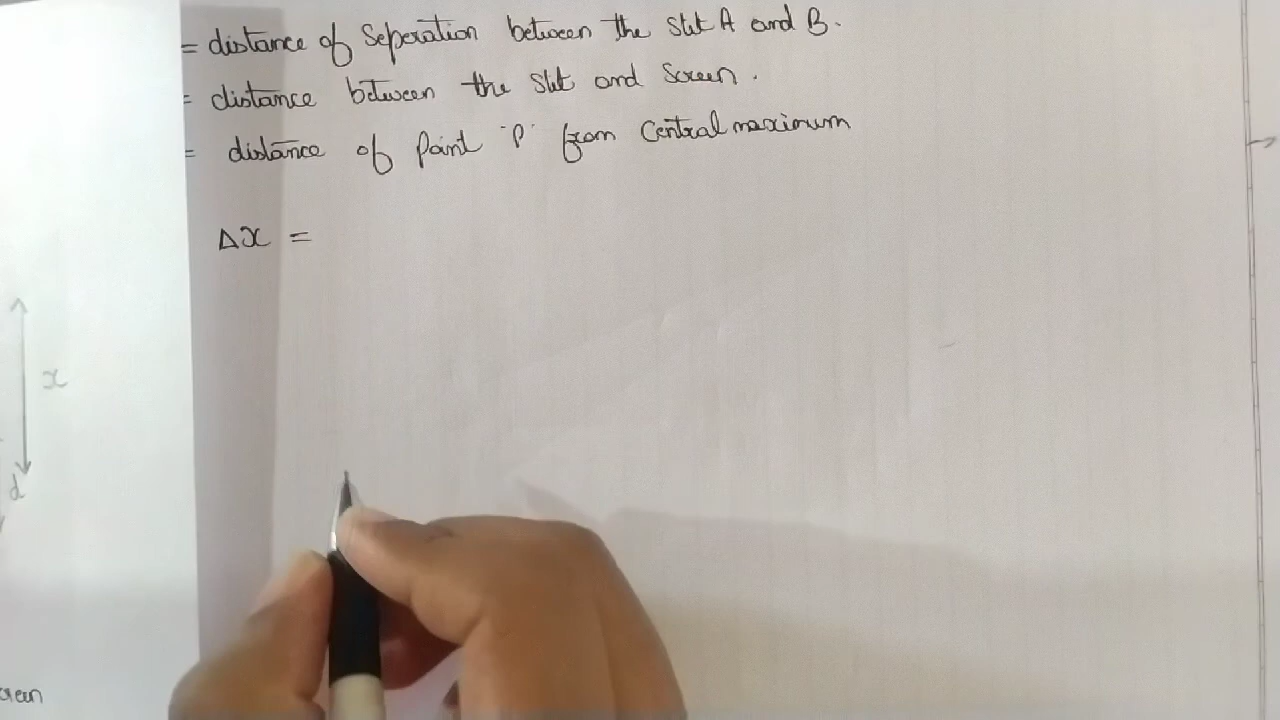 = distance of Seperation between the slit A and B.
= distance between the slit and Screen.
= distance of Point 'P' from Central maximum
Δx =
x
d